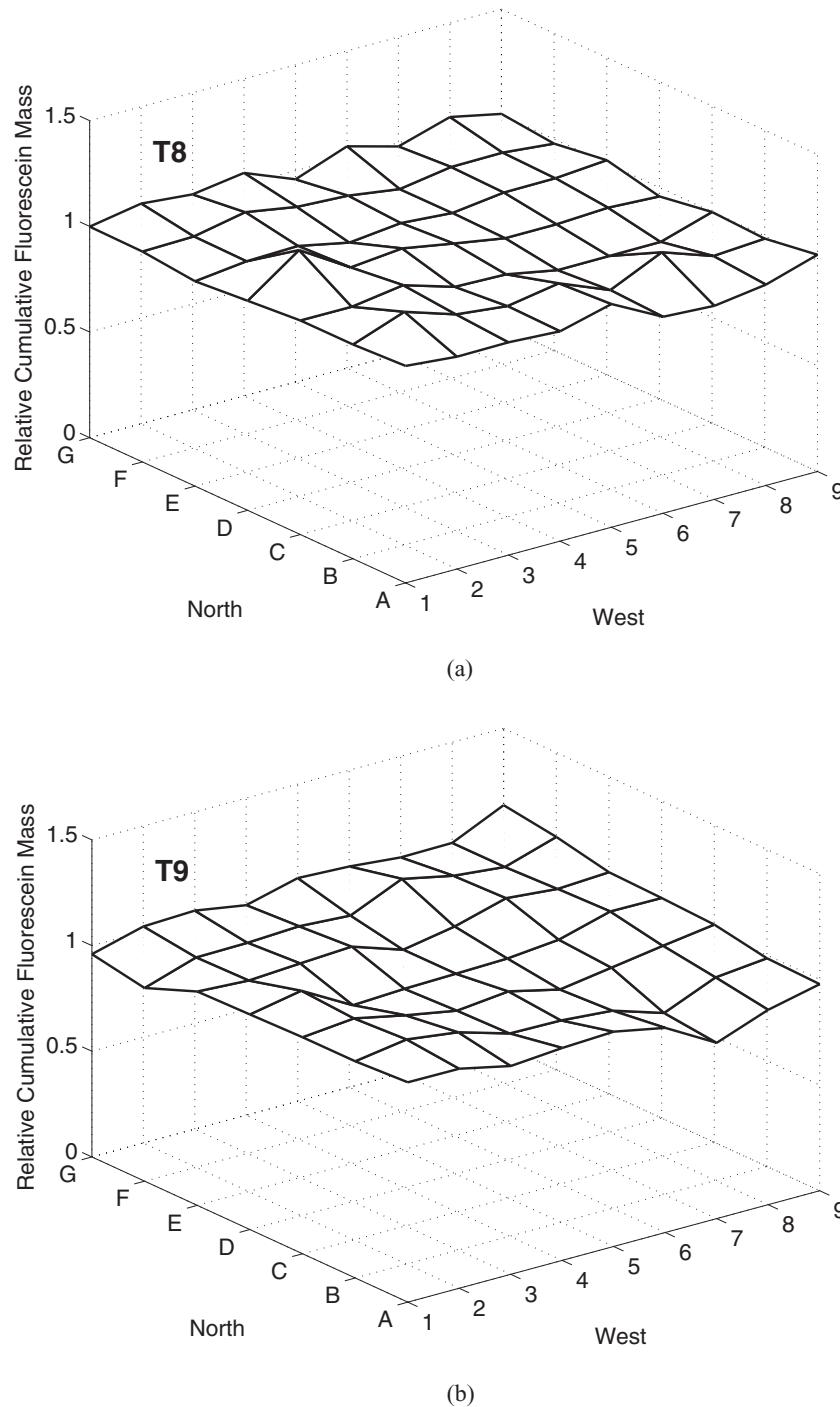 T8
Relative Cumulative Fluorescein Mass
1.5
1
0.5
0
G
F
E
D
C
B
A
North
1
2
3
4
5
6
7
8
9
West
(a)
T9
Relative Cumulative Fluorescein Mass
1.5
1
0.5
0
G
F
E
D
C
B
A
North
1
2
3
4
5
6
7
8
9
West
(b)